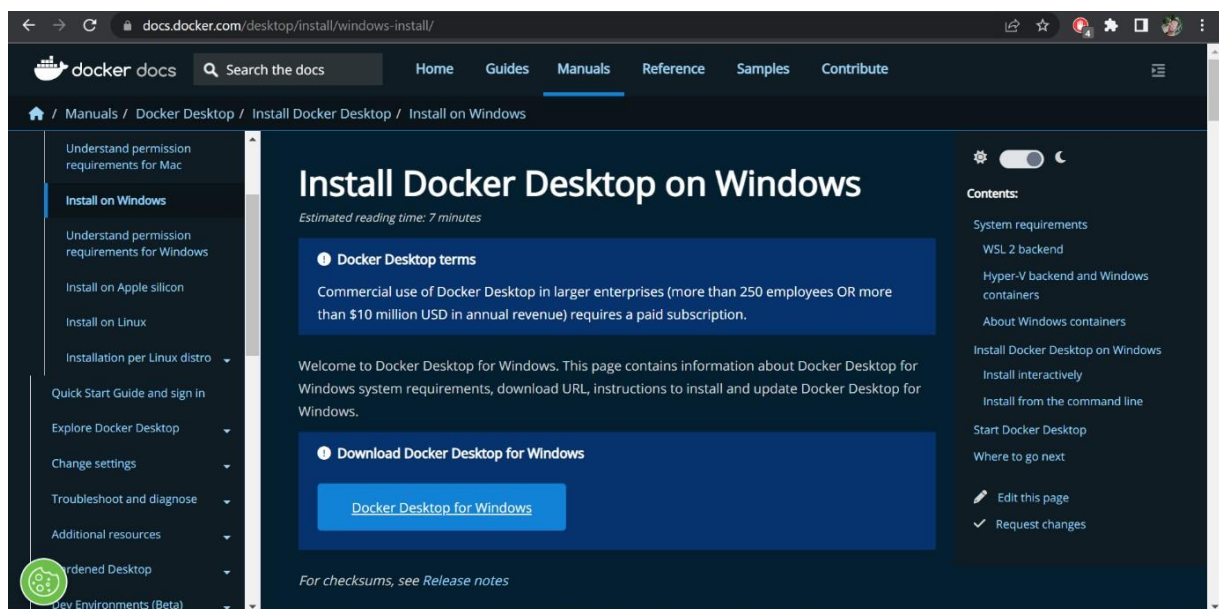 docs.docker.com/desktop/install/windows-install/
4
docker docs
Search the docs
Home
Guides
Manuals
Reference
Samples
Contribute
/ Manuals / Docker Desktop / Install Docker Desktop / Install on Windows
Understand permission
requirements for Mac
Install on Windows
Understand permission
requirements for Windows
Install on Apple silicon
Install on Linux
Installation per Linux distro
Quick Start Guide and sign in
Explore Docker Desktop
Change settings
Troubleshoot and diagnose
Additional resources
rdened Desktop
Dev Environments (Beta)
Install Docker Desktop on Windows
Estimated reading time: 7 minutes
Docker Desktop terms
Commercial use of Docker Desktop in larger enterprises (more than 250 employees OR more
than $10 million USD in annual revenue) requires a paid subscription.
Welcome to Docker Desktop for Windows. This page contains information about Docker Desktop for
Windows system requirements, download URL, instructions to install and update Docker Desktop for
Windows.
Download Docker Desktop for Windows
Docker Desktop for Windows
For checksums, see Release notes
Contents:
System requirements
WSL 2 backend
Hyper-V backend and Windows
containers
About Windows containers
Install Docker Desktop on Windows
Install interactively
Install from the command line
Start Docker Desktop
Where to go next
Edit this page
Request changes